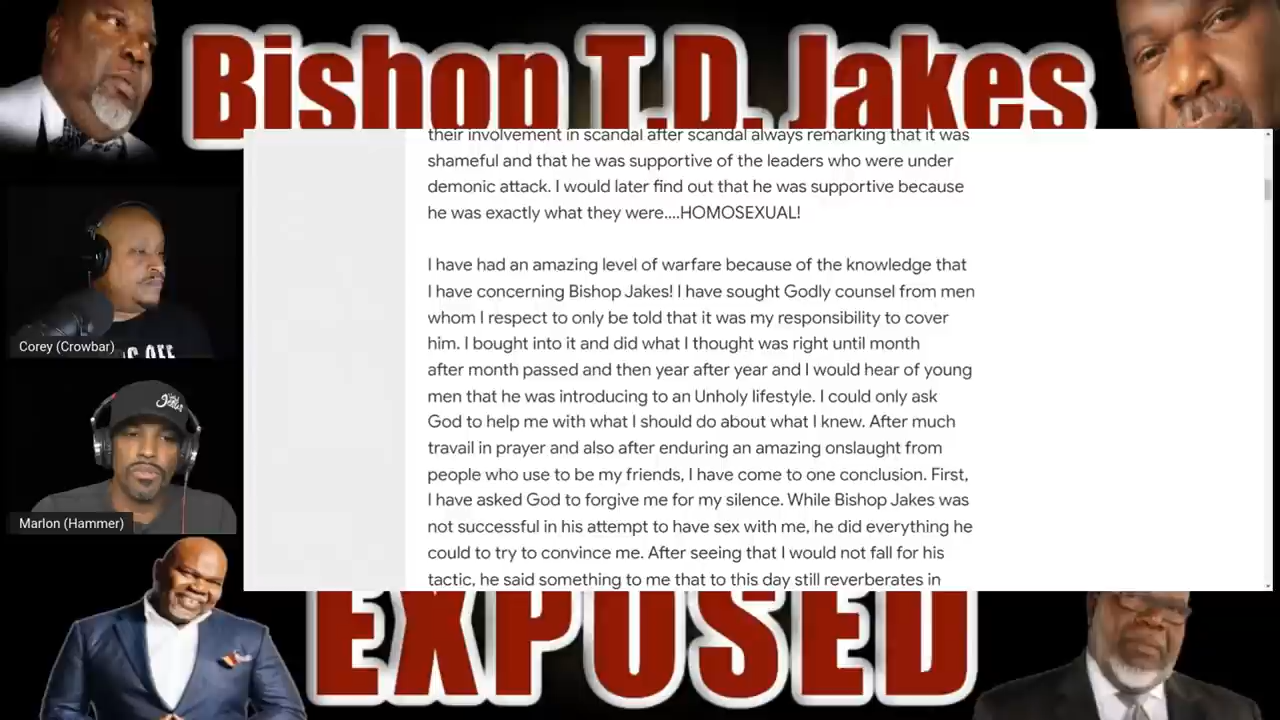 Bishop T.D. Jakes
their involvement in scandal after scandal always remarking that it was
shameful and that he was supportive of the leaders who were under
demonic attack. I would later find out that he was supportive because
he was exactly what they were....HOMOSEXUAL!
I have had an amazing level of warfare because of the knowledge that
I have concerning Bishop Jakes! I have sought Godly counsel from men
whom I respect to only be told that it was my responsibility to cover
him. I bought into it and did what I thought was right until month
after month passed and then year after year and I would hear of young
men that he was introducing to an Unholy lifestyle. I could only ask
God to help me with what I should do about what I knew. After much
travail in prayer and also after enduring an amazing onslaught from
people who use to be my friends, I have come to one conclusion. First,
I have asked God to forgive me for my silence. While Bishop Jakes was
not successful in his attempt to have sex with me, he did everything he
could to try to convince me. After seeing that I would not fall for his
tactic, he said something to me that to this day still reverberates in
Corey (Crowbar)
Jesus
Marlon (Hammer)
EXPOSED